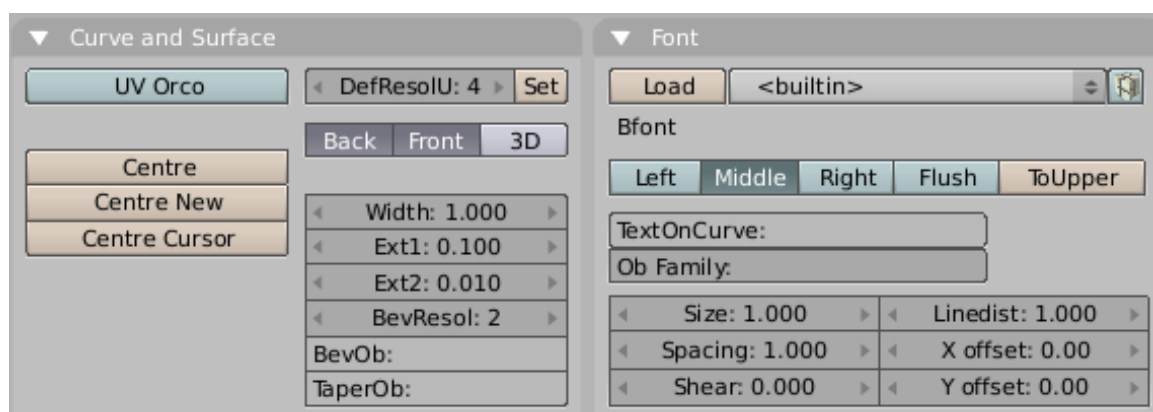 Curve and Surface
UV Orco
DefResolU: 4 Set
Back Front 3D
Centre
Centre New
Centre Cursor
Width: 1.000
Ext1: 0.100
Ext2: 0.010
BevResol: 2
BevOb:
TaperOb:
Font
Load <builtin>
Bfont
Left Middle Right Flush ToUpper
TextOnCurve:
Ob Family:
Size: 1.000 Linedist: 1.000
Spacing: 1.000 X offset: 0.00
Shear: 0.000 Y offset: 0.00